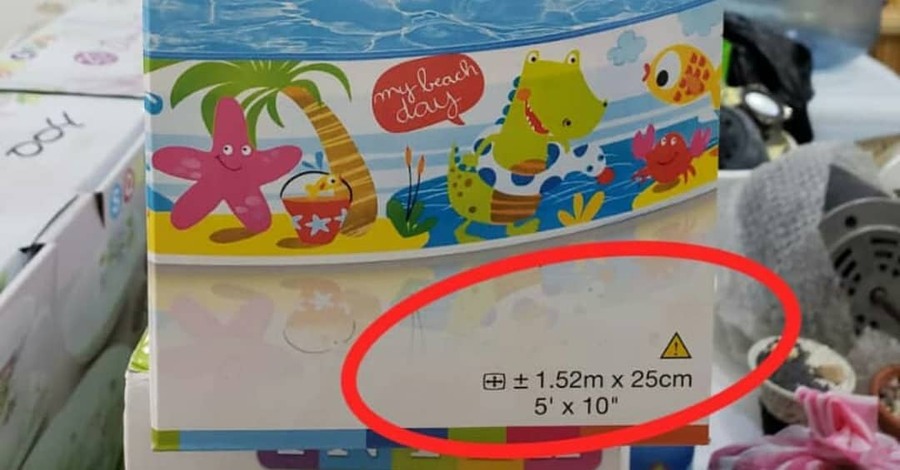 my beach
day
± 1.52m x 25cm
5' x 10"